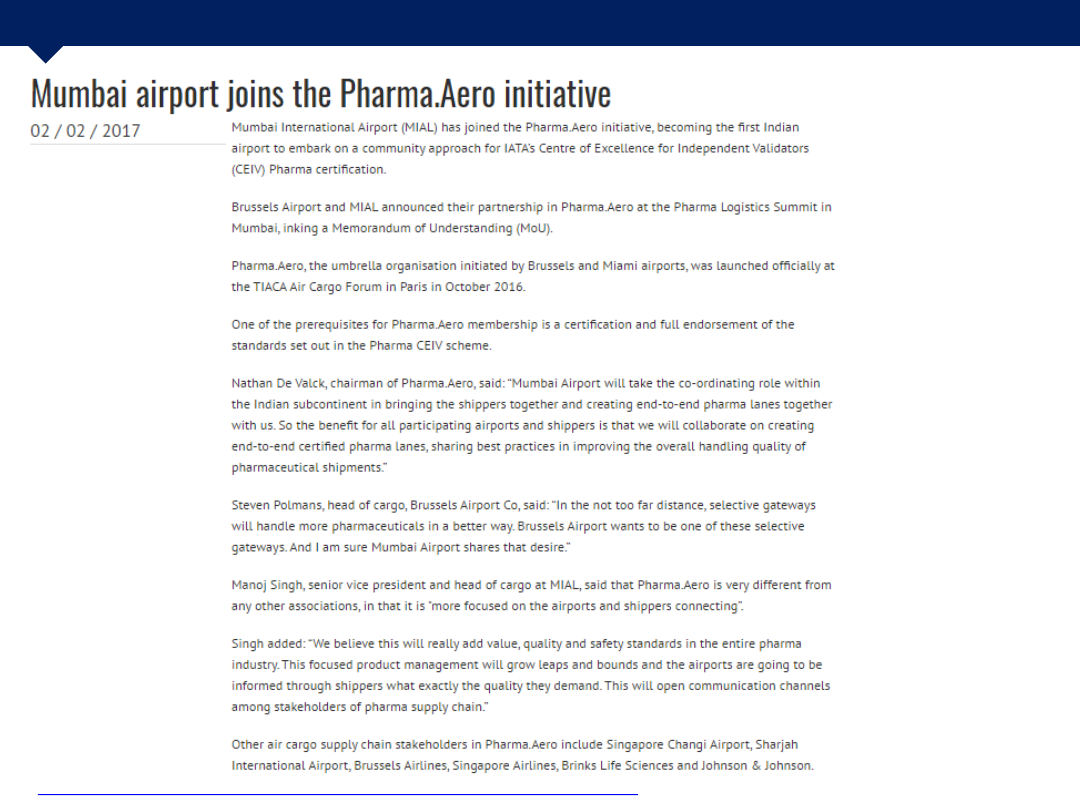 Mumbai airport joins the Pharma.Aero initiative
02 / 02 / 2017
Mumbai International Airport (MIAL) has joined the Pharma.Aero initiative, becoming the first Indian
airport to embark on a community approach for IATA's Centre of Excellence for Independent Validators
(CEIV) Pharma certification.
Brussels Airport and MIAL announced their partnership in Pharma.Aero at the Pharma Logistics Summit in
Mumbai, inking a Memorandum of Understanding (MoU).
Pharma.Aero, the umbrella organisation initiated by Brussels and Miami airports, was launched officially at
the TIACA Air Cargo Forum in Paris in October 2016.
One of the prerequisites for Pharma.Aero membership is a certification and full endorsement of the
standards set out in the Pharma CEIV scheme.
Nathan De Valck, chairman of Pharma.Aero, said: “Mumbai Airport will take the co-ordinating role within
the Indian subcontinent in bringing the shippers together and creating end-to-end pharma lanes together
with us. So the benefit for all participating airports and shippers is that we will collaborate on creating
end-to-end certified pharma lanes, sharing best practices in improving the overall handling quality of
pharmaceutical shipments.”
Steven Polmans, head of cargo, Brussels Airport Co, said: “In the not too far distance, selective gateways
will handle more pharmaceuticals in a better way. Brussels Airport wants to be one of these selective
gateways. And I am sure Mumbai Airport shares that desire.”
Manoj Singh, senior vice president and head of cargo at MIAL, said that Pharma.Aero is very different from
any other associations, in that it is "more focused on the airports and shippers connecting”.
Singh added: “We believe this will really add value, quality and safety standards in the entire pharma
industry. This focused product management will grow leaps and bounds and the airports are going to be
informed through shippers what exactly the quality they demand. This will open communication channels
among stakeholders of pharma supply chain.”
Other air cargo supply chain stakeholders in Pharma.Aero include Singapore Changi Airport, Sharjah
International Airport, Brussels Airlines, Singapore Airlines, Brinks Life Sciences and Johnson & Johnson.